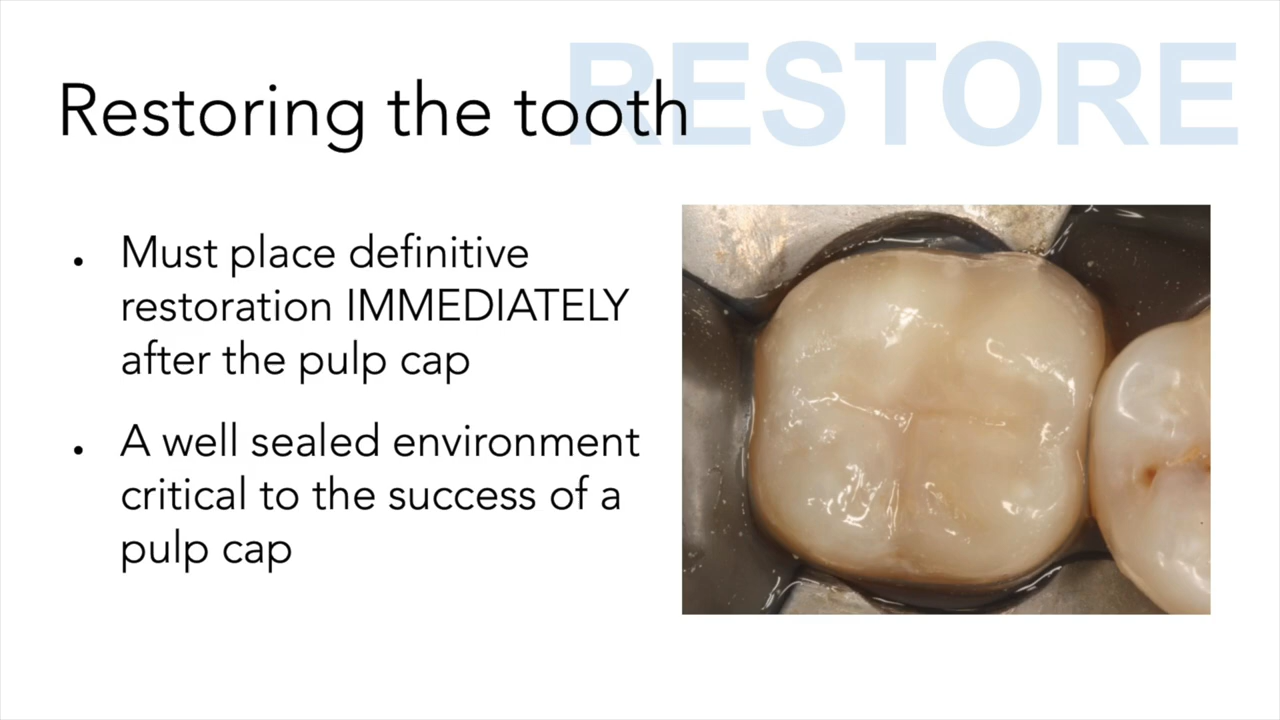 RESTORE
Restoring the tooth
• Must place definitive
restoration IMMEDIATELY
after the pulp cap
• A well sealed environment
critical to the success of a
pulp cap